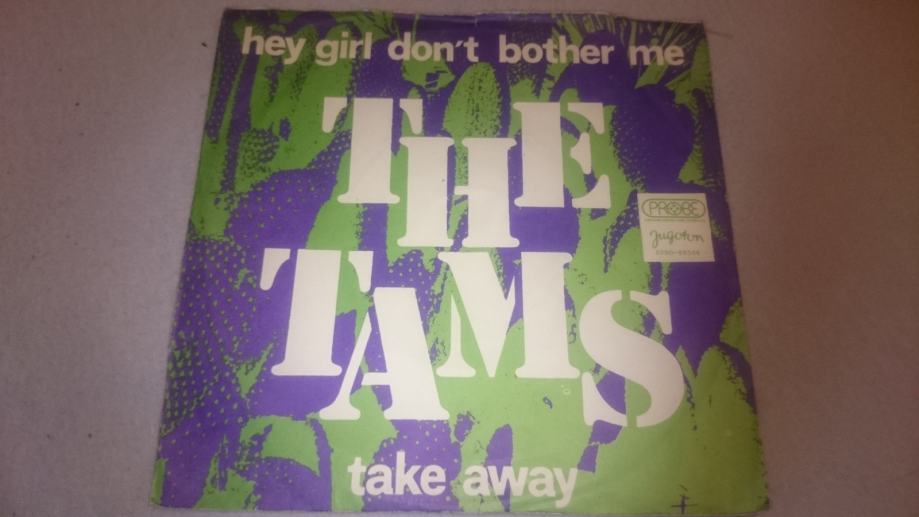 hey girl don't bother me
THE
TAMS
PROBE
Jugoton
take away